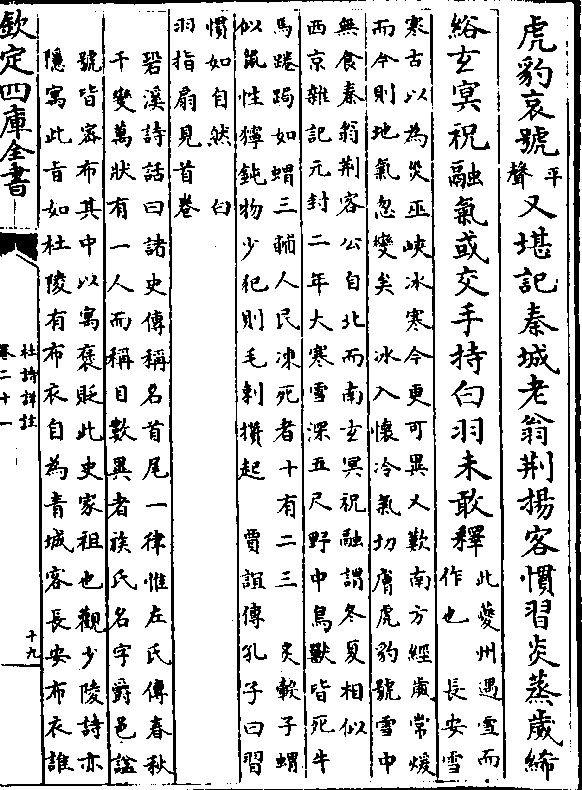 虎豹哀號平聲又堪記秦城老翁荆揚客慣習炎蒸歲絺
綌玄冥祝融氣或交手持白羽未敢釋
此夔州遇雪而
作也　長安雪
寒古以為災巫峽冰寒今更可異又歎南方經歲常煖
而今則地氣忽變矣　冰入懷冷氣切膚虎豹號雪中
無食秦翁荆客公自北而南玄冥祝融謂冬夏相似
西京雜記元封二年大寒雪深五尺野中鳥獸皆死牛
馬踡跼如蝟三輔人民凍死者十有二三　炙轂子蝟
似鼠性獰鈍物少犯則毛刺攢起　賈誼傳孔子曰習
慣如自然　白
羽指扇見首卷
䂬溪詩話曰諸史傳稱名首尾一律惟左氏傳春秋
千變萬狀有一人而稱目數異者族氏名字爵邑諡
號皆密布其中以寓褒貶此史家祖也觀少陵詩亦
隱寓此旨如杜陵有布衣自為青城客長安布衣誰
欽定四庫全書
杜詩詳註
卷二十一
十九